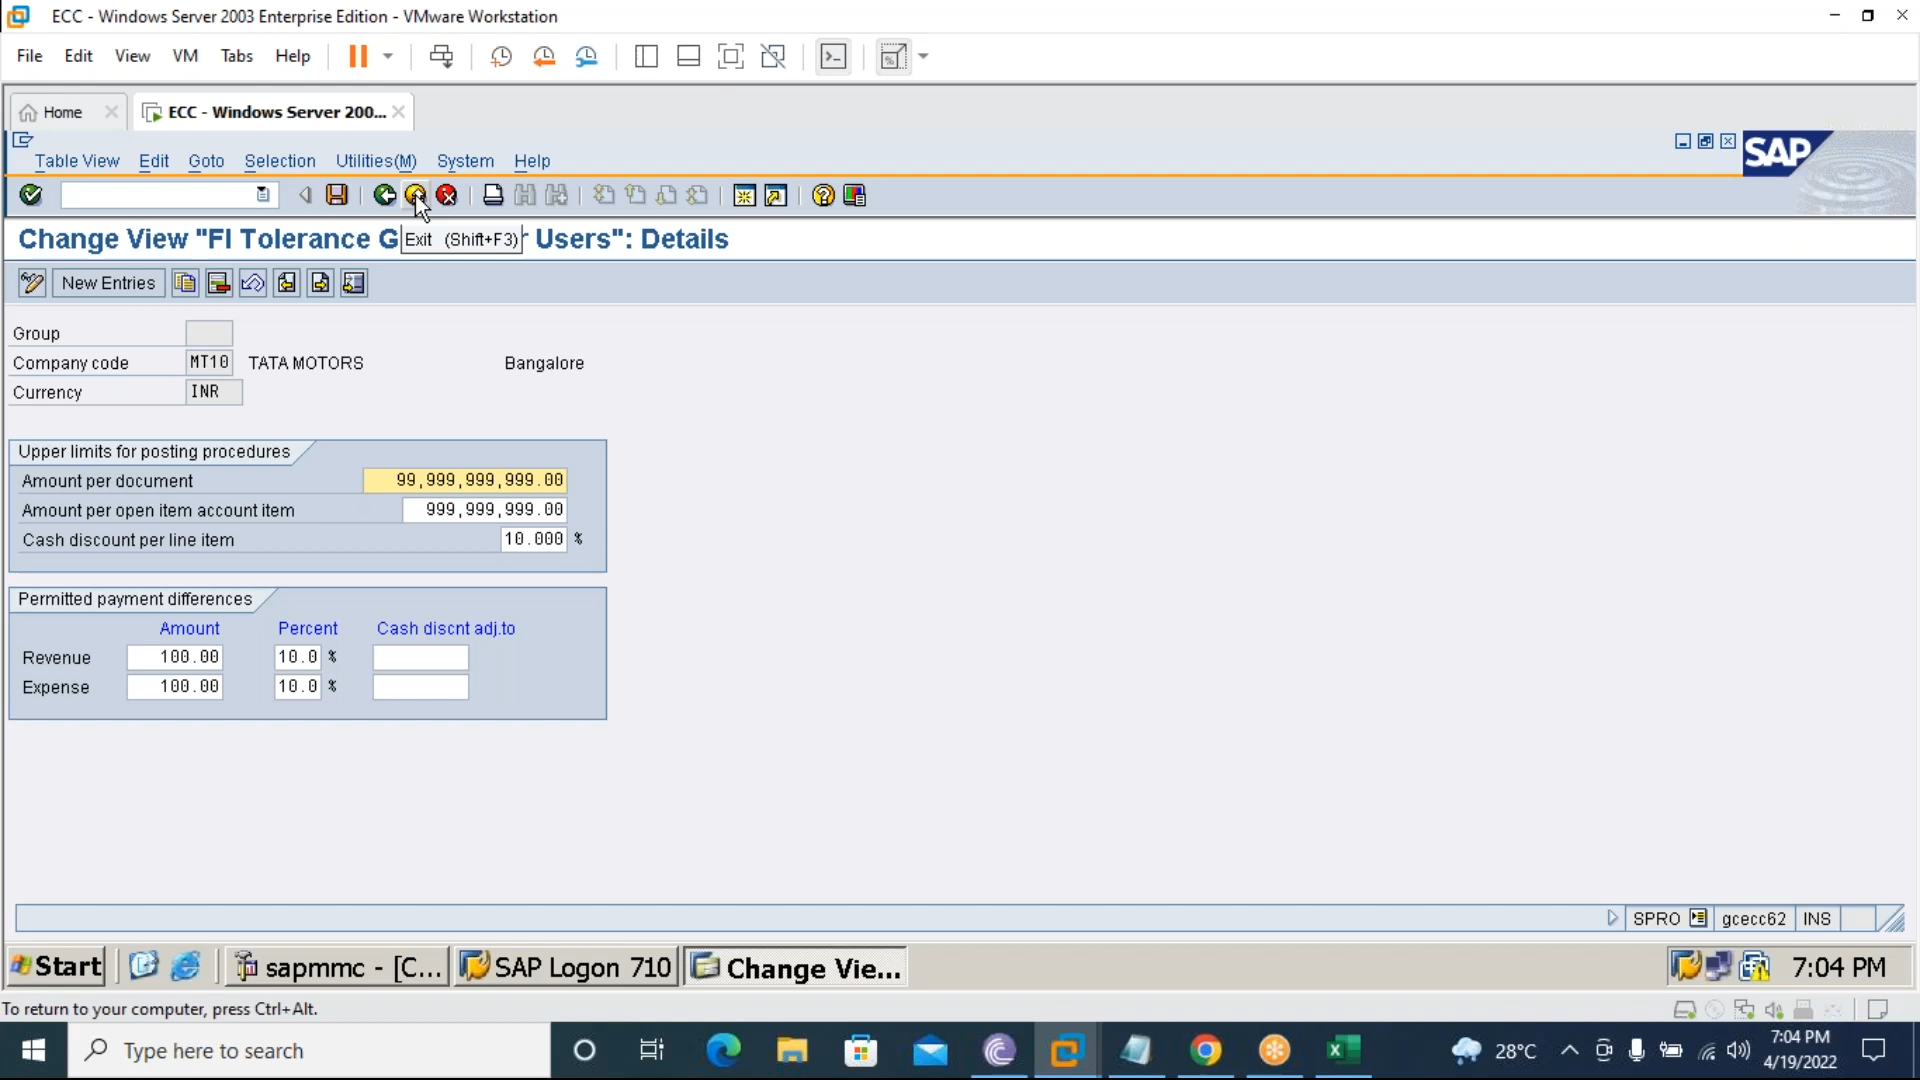 ECC - Windows Server 2003 Enterprise Edition - VMware Workstation
File Edit View VM Tabs Help
Home
ECC - Windows Server 200...
Table View Edit Goto Selection Utilities(M) System Help
SAP
Change View "FI Tolerance G Users": Details
Exit (Shift+F3)
New Entries
Group
Company code MT10 TATA MOTORS Bangalore
Currency INR
Upper limits for posting procedures
Amount per document 99,999,999,999.00
Amount per open item account item 999,999,999.00
Cash discount per line item 10.000 %
Permitted payment differences
Amount Percent Cash discnt adj.to
Revenue 100.00 10.0 %
Expense 100.00 10.0 %
SPRO gcecc62 INS
Start sapmmc - [C... SAP Logon 710 Change Vie... 7:04 PM
To return to your computer, press Ctrl+Alt.
Type here to search
28°C
7:04 PM
4/19/2022